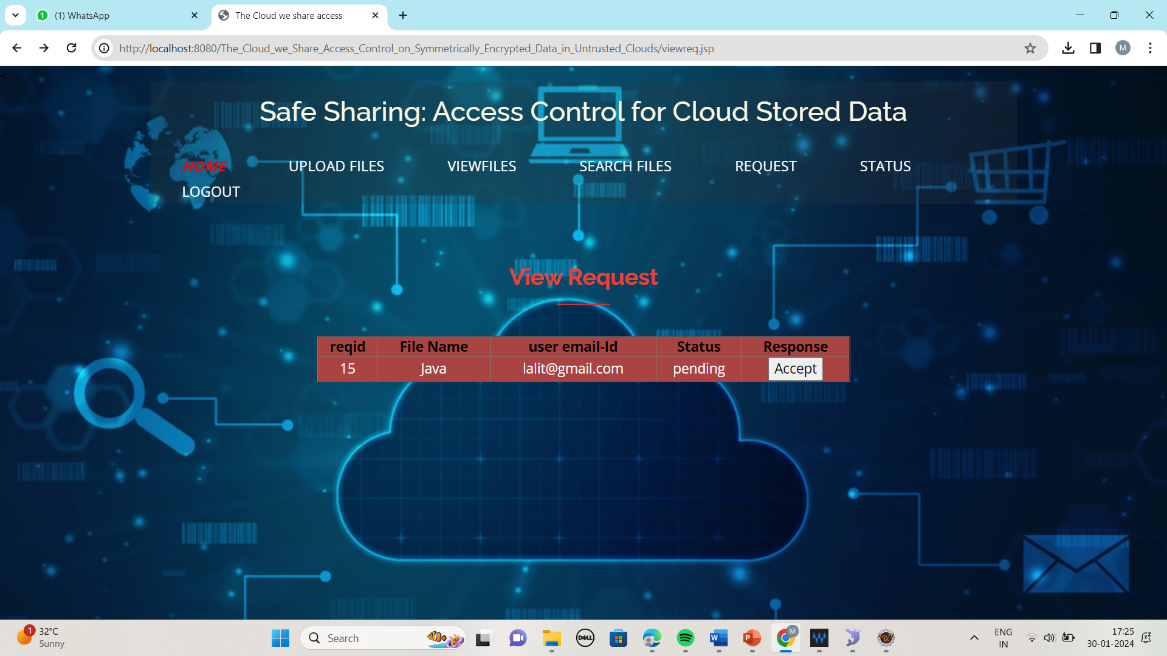 (1) WhatsApp
The Cloud we share access
http://localhost:8080/The_Cloud_we_Share_Access_Control_on_Symmetrically_Encrypted_Data_in_Untrusted_Clouds/viewreq.jsp
M
Safe Sharing: Access Control for Cloud Stored Data
HOME UPLOAD FILES VIEWFILES SEARCH FILES REQUEST STATUS
LOGOUT
View Request
reqid File Name user email-Id Status Response
15 Java lalit@gmail.com pending Accept
1 32°C
Sunny
Search
DELL
M
ENG
IN
17:25
30-01-2024